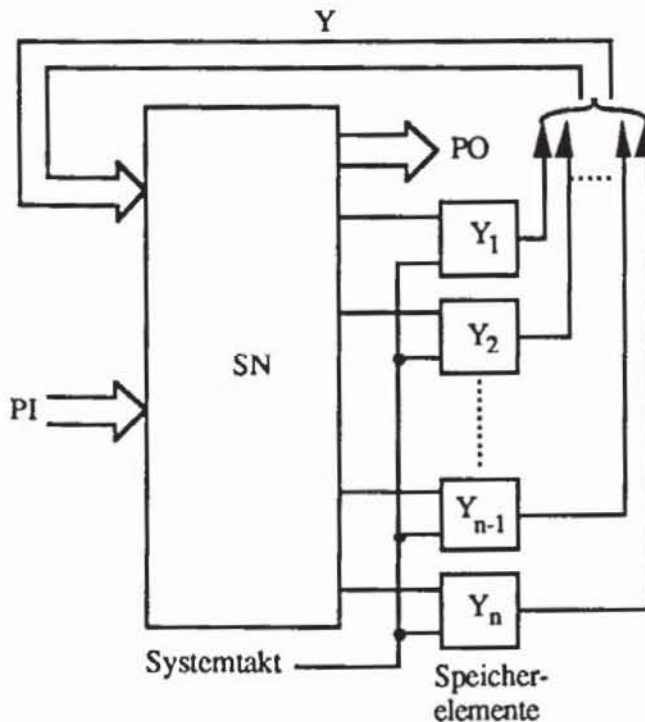 Y
PO
Y1
Y2
SN
PI
Yn-1
Yn
Systemtakt
Speicher-
elemente